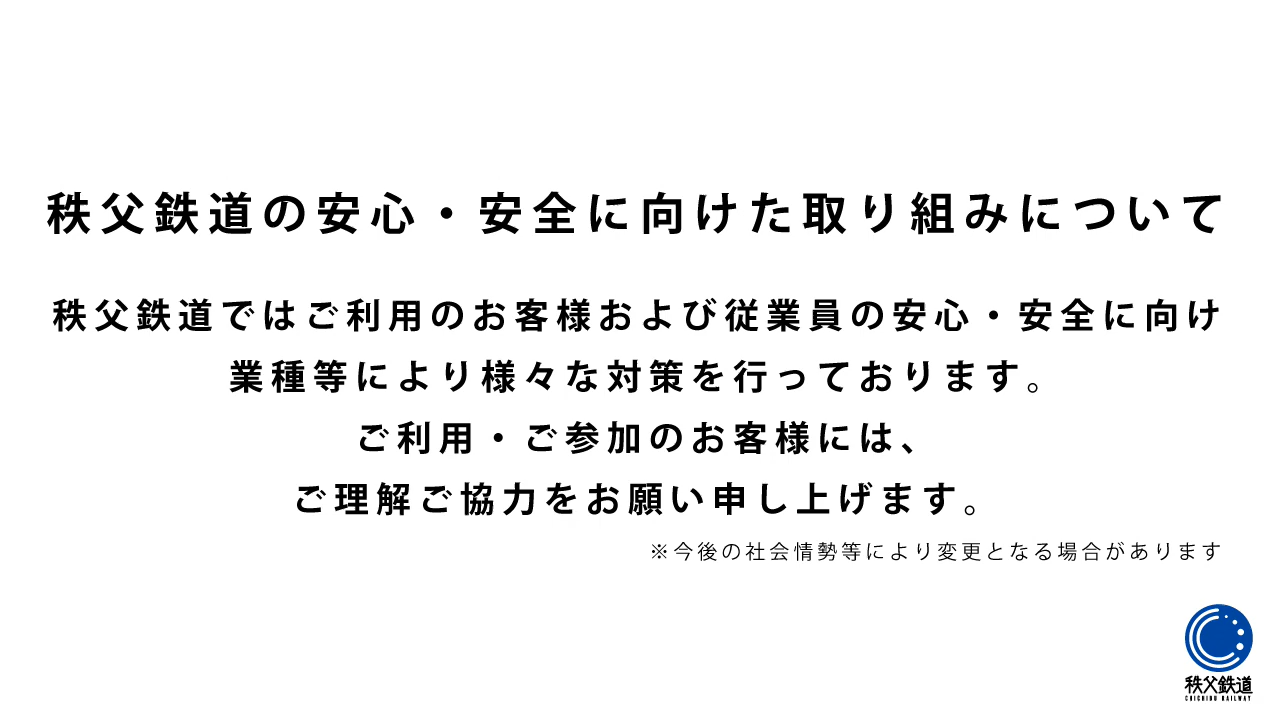 秩父鉄道の安心・安全に向けた取り組みについて
秩父鉄道ではご利用のお客様および従業員の安心・安全に向け
業種等により様々な対策を行っております。
ご利用・ご参加のお客様には、
ご理解ご協力をお願い申し上げます。
※今後の社会情勢等により変更となる場合があります
秩父鉄道
CHICHIBU RAILWAY